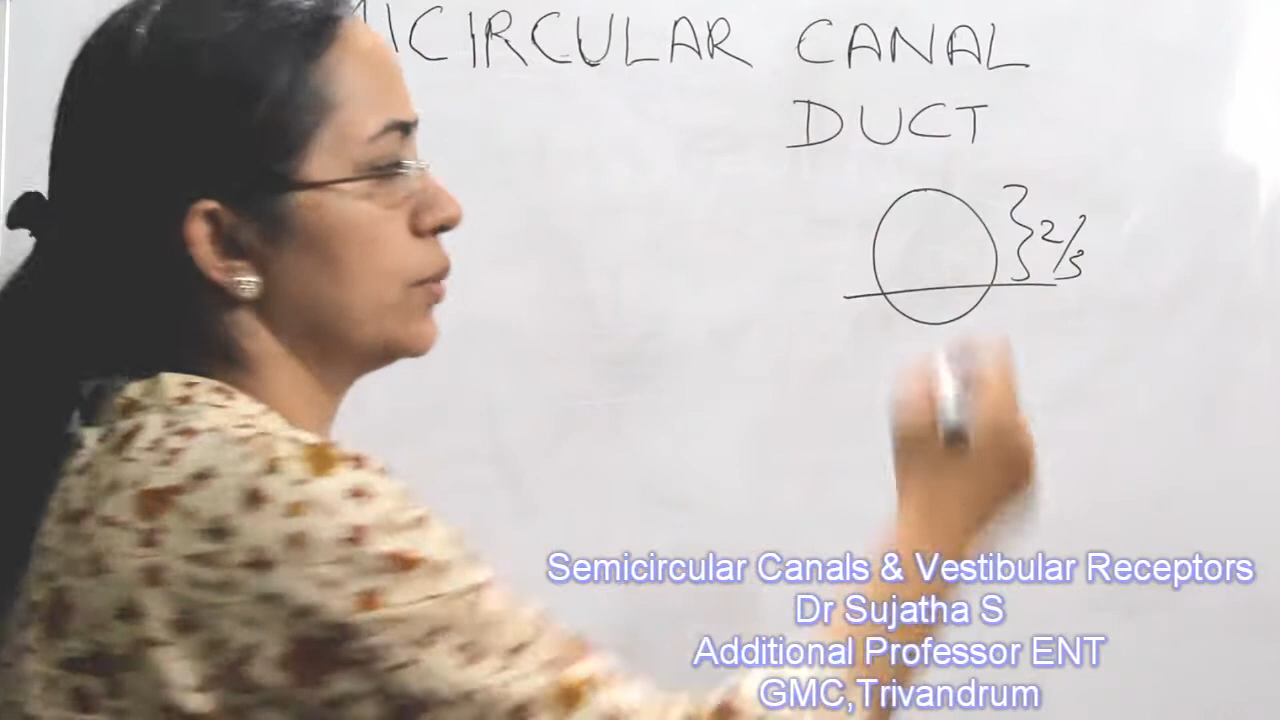 MICIRCULAR CANAL
DUCT
2/3
Semicircular Canals & Vestibular Receptors
Dr Sujatha S
Additional Professor ENT
GMC,Trivandrum